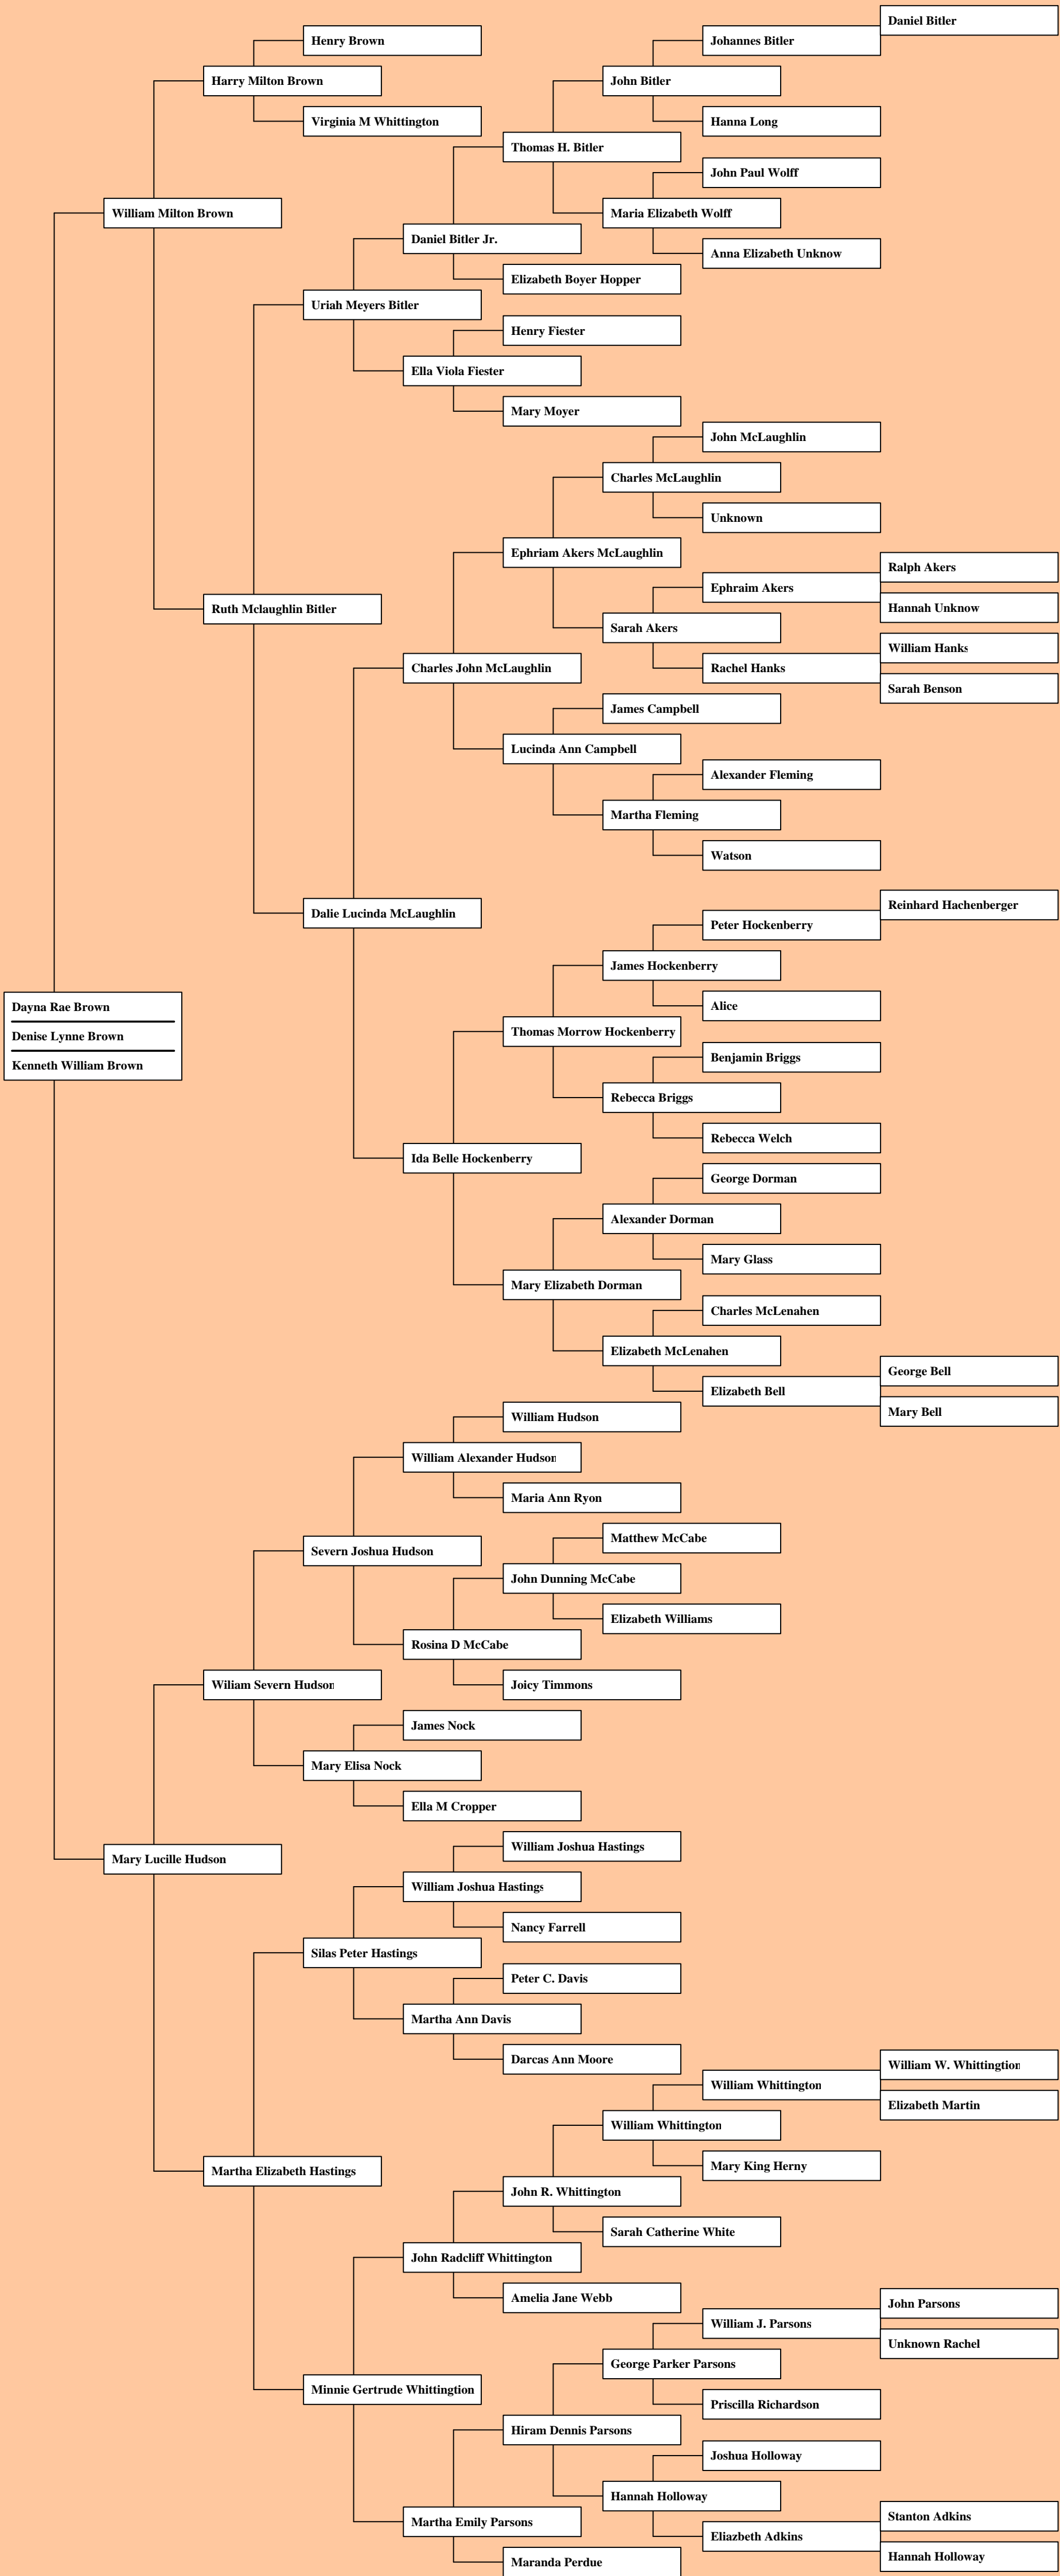 Daniel Bitler
Henry Brown
Johannes Bitler
Harry Milton Brown
John Bitler
Virginia M Whittington
Hanna Long
Thomas H. Bitler
John Paul Wolff
William Milton Brown
Maria Elizabeth Wolff
Daniel Bitler Jr.
Anna Elizabeth Unknow
Elizabeth Boyer Hopper
Uriah Meyers Bitler
Henry Fiester
Ella Viola Fiester
Mary Moyer
John McLaughlin
Charles McLaughlin
Unknown
Ephriam Akers McLaughlin
Ralph Akers
Ephraim Akers
Hannah Unknow
Ruth Mclaughlin Bitler
Sarah Akers
William Hanks
Charles John McLaughlin
Rachel Hanks
Sarah Benson
James Campbell
Lucinda Ann Campbell
Alexander Fleming
Martha Fleming
Watson
Reinhard Hachenberger
Dalie Lucinda McLaughlin
Peter Hockenberry
James Hockenberry
Alice
Dayna Rae Brown
Denise Lynne Brown
Kenneth William Brown
Thomas Morrow Hockenberry
Benjamin Briggs
Rebecca Briggs
Rebecca Welch
Ida Belle Hockenberry
George Dorman
Alexander Dorman
Mary Glass
Mary Elizabeth Dorman
Charles McLenahen
Elizabeth McLenahen
George Bell
Elizabeth Bell
Mary Bell
William Hudson
William Alexander Hudson
Maria Ann Ryon
Matthew McCabe
Severn Joshua Hudson
John Dunning McCabe
Elizabeth Williams
Rosina D McCabe
Wiliam Severn Hudson
Joicy Timmons
James Nock
Mary Elisa Nock
Ella M Cropper
William Joshua Hastings
Mary Lucille Hudson
William Joshua Hastings
Nancy Farrell
Silas Peter Hastings
Peter C. Davis
Martha Ann Davis
Darcas Ann Moore
William W. Whittingtion
William Whittington
Elizabeth Martin
William Whittington
Mary King Herny
Martha Elizabeth Hastings
John R. Whittington
Sarah Catherine White
John Radcliff Whittington
Amelia Jane Webb
John Parsons
William J. Parsons
Unknown Rachel
George Parker Parsons
Minnie Gertrude Whittingtion
Priscilla Richardson
Hiram Dennis Parsons
Joshua Holloway
Hannah Holloway
Stanton Adkins
Martha Emily Parsons
Eliazbeth Adkins
Hannah Holloway
Maranda Perdue